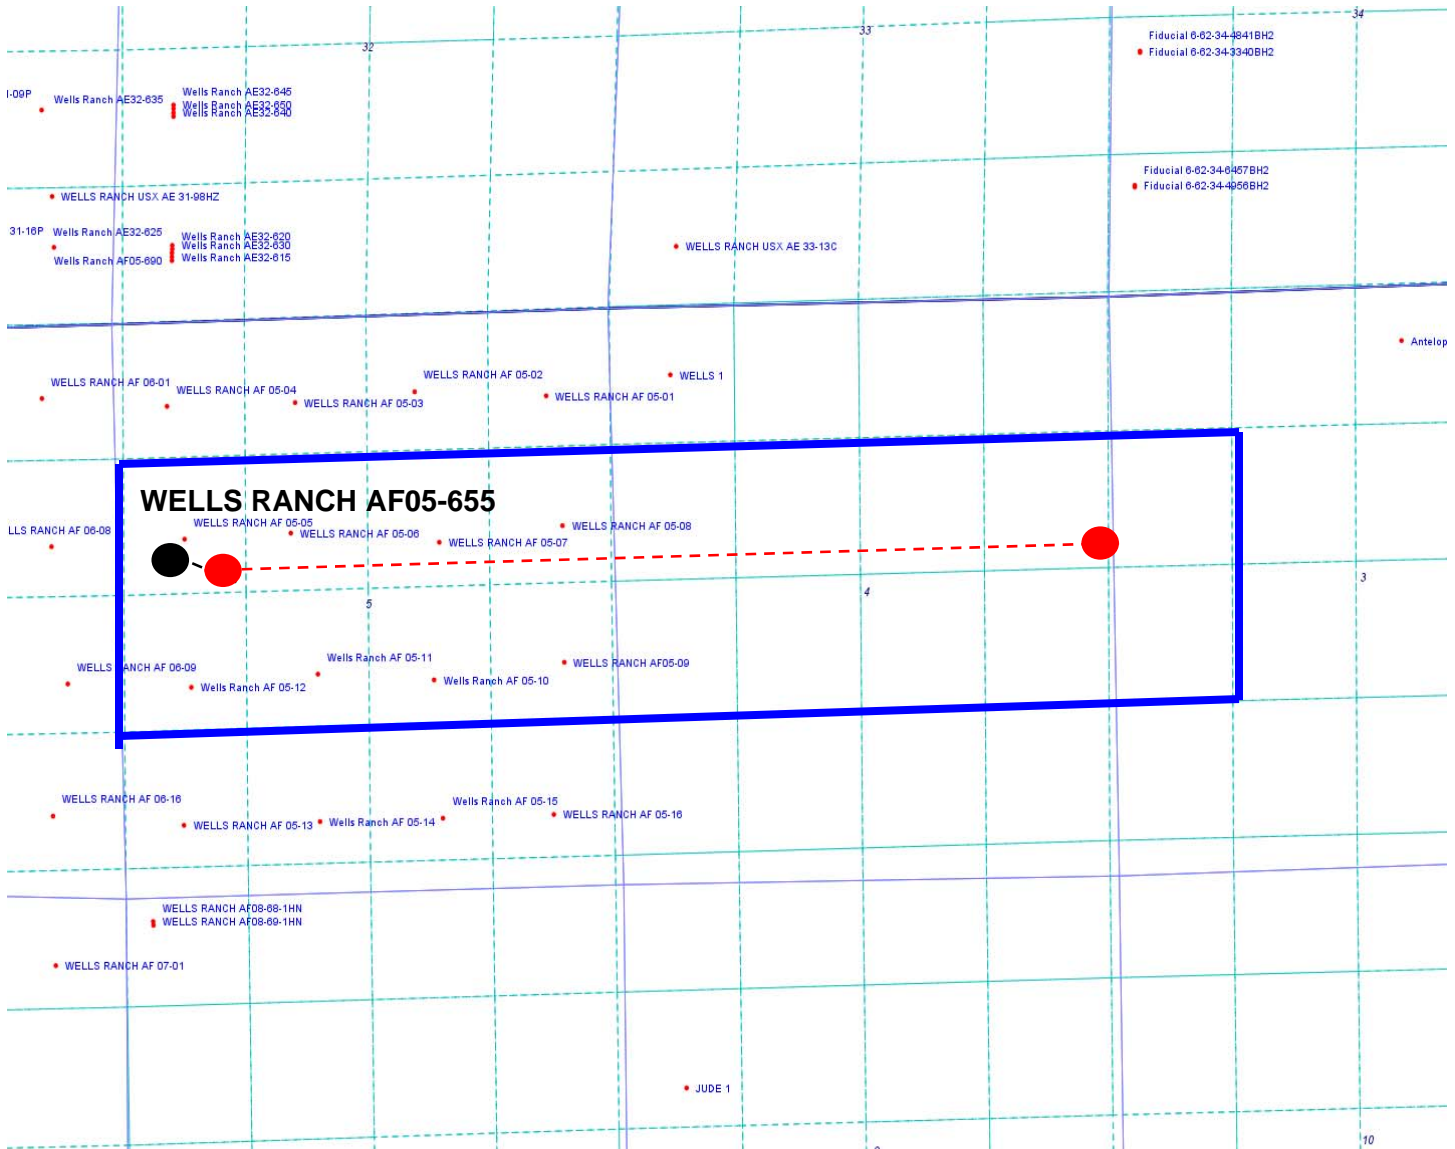 34
33
32
Fiducial 6-62-34-4841BH2
Fiducial 6-62-34-3340BH2
I-09P
Wells Ranch AE32-635
Wells Ranch AE32-645
Wells Ranch AE32-650
Wells Ranch AE32-640
Fiducial 6-62-34-6457BH2
Fiducial 6-62-34-4956BH2
WELLS RANCH USX AE 31-98HZ
31-16P
Wells Ranch AE32-625
Wells Ranch AE32-620
Wells Ranch AE32-630
Wells Ranch AF05-690
Wells Ranch AE32-615
WELLS RANCH USX AE 33-13C
Antelop
WELLS RANCH AF 06-01
WELLS RANCH AF 05-04
WELLS RANCH AF 05-03
WELLS RANCH AF 05-02
WELLS RANCH AF 05-01
WELLS 1
WELLS RANCH AF05-655
LLS RANCH AF 06-08
WELLS RANCH AF 05-05
WELLS RANCH AF 05-06
WELLS RANCH AF 05-07
WELLS RANCH AF 05-08
5
4
3
WELLS RANCH AF 06-09
Wells Ranch AF 05-12
Wells Ranch AF 05-11
Wells Ranch AF 05-10
WELLS RANCH AF05-09
WELLS RANCH AF 06-16
WELLS RANCH AF 05-13
Wells Ranch AF 05-14
Wells Ranch AF 05-15
WELLS RANCH AF 05-16
WELLS RANCH AF08-68-1HN
WELLS RANCH AF08-69-1HN
WELLS RANCH AF 07-01
JUDE 1
10